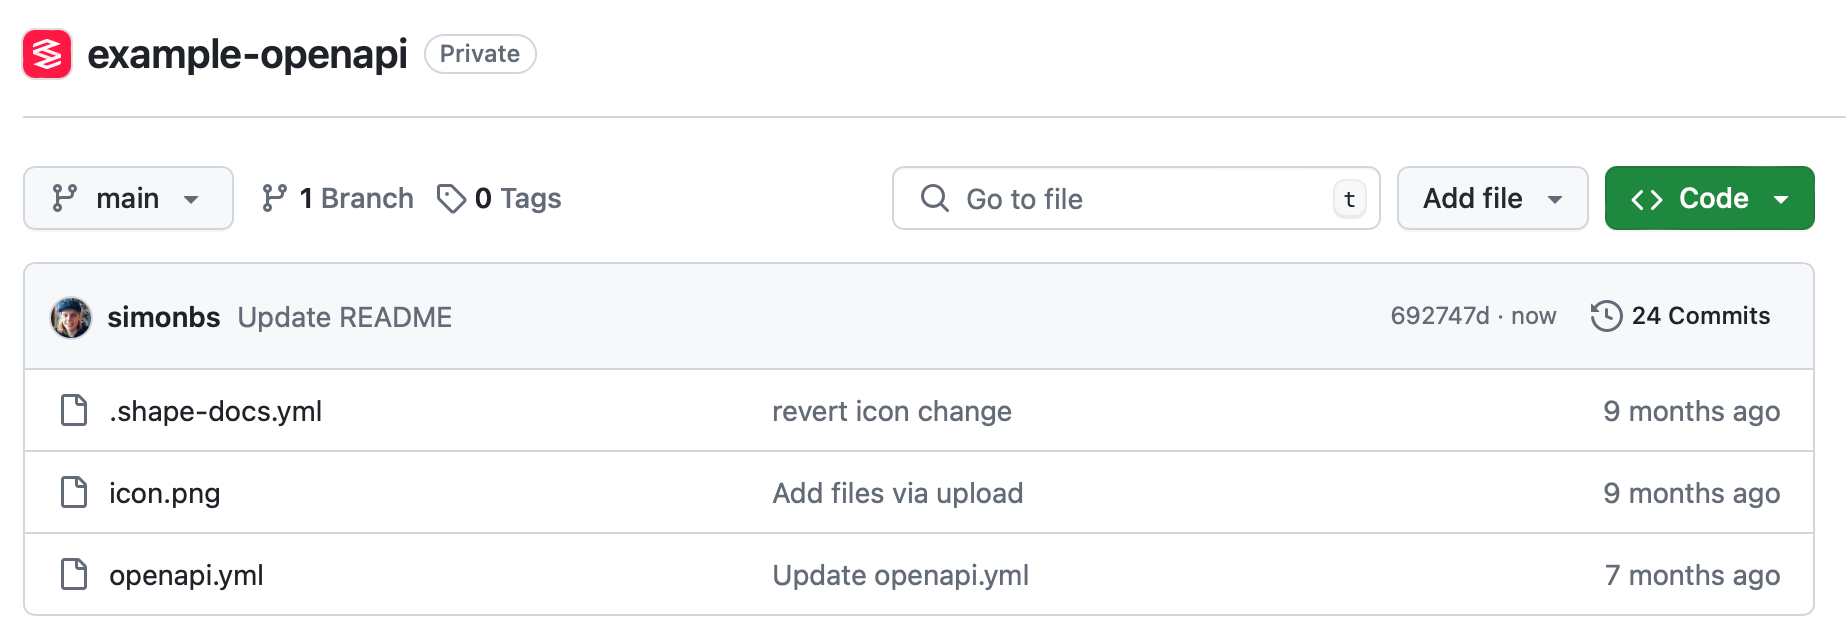 example-openapi Private
main 1 Branch 0 Tags Go to file t Add file Code
simonbs Update README 692747d · now 24 Commits
.shape-docs.yml revert icon change 9 months ago
icon.png Add files via upload 9 months ago
openapi.yml Update openapi.yml 7 months ago